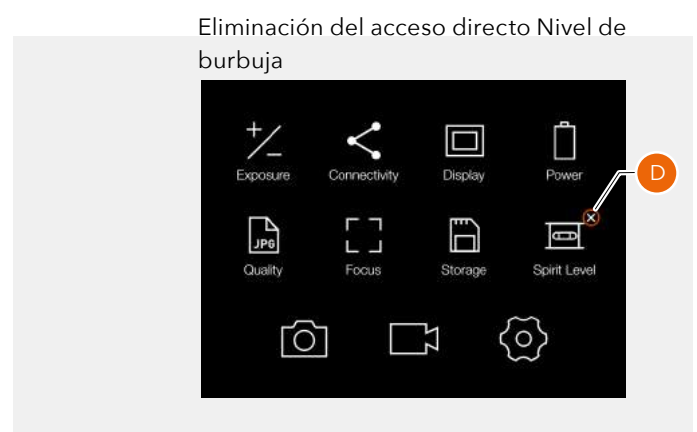 Eliminación del acceso directo Nivel de
burbuja
Exposure Connectivity Display Power
D
JPG
Quality Focus Storage Spirit Level